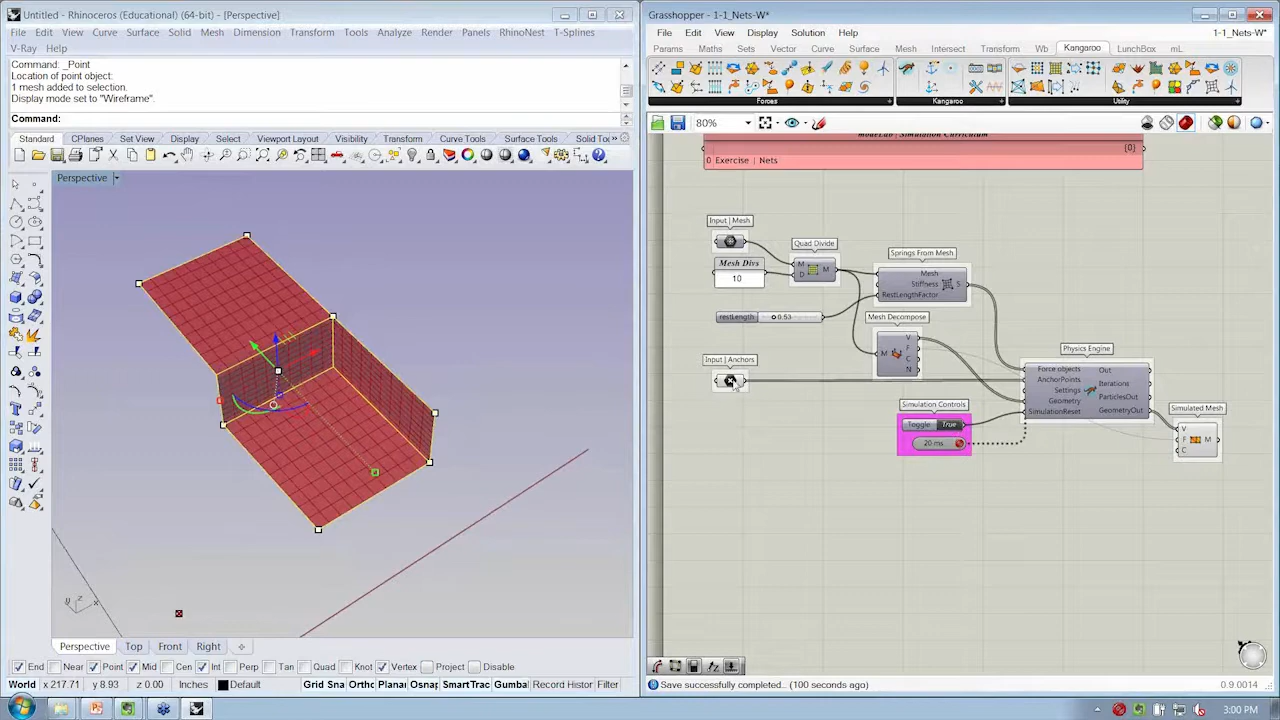 Untitled - Rhinoceros (Educational) (64-bit) - [Perspective]
File Edit View Curve Surface Solid Mesh Dimension Transform Tools Analyze Render Panels RhinoNest T-Splines
V-Ray Help
Command: _Point
Location of point object:
1 mesh added to selection.
Display mode set to "Wireframe"
Command:
Standard CPlanes Set View Display Select Viewport Layout Visibility Transform Curve Tools Surface Tools Solid To
Perspective
z
y x
Perspective Top Front Right
End Near Point Mid Cen Int Perp Tan Quad Knot Vertex Project Disable
World x 217.71 y 8.93 z 0.00 Inches Default Grid Sna Ortho Planar Osnap SmartTrac Gumba Record History Filter
Grasshopper - 1-1_Nets-W*
File Edit View Display Solution Help 1-1_Nets-W*
Params Maths Sets Vector Curve Surface Mesh Intersect Transform Wb Kangaroo LunchBox mL
Forces Kangaroo Utility
80%
modeLab | Simulation Curriculum
{0}
0 Exercise | Nets
Input | Mesh
Quad Divide
M
D
M
Mesh Divs
10
Springs From Mesh
Mesh
Stiffness
RestLengthFactor
S
restLength 0.53
Mesh Decompose
M
V
F
C
N
Input | Anchors
Simulation Controls
Toggle True
20 ms
Physics Engine
Force objects
AnchorPoints
Settings
Geometry
SimulationReset
Out
Iterations
ParticlesOut
GeometryOut
Simulated Mesh
V
F
C
M
Save successfully completed... (100 seconds ago)
0.9.0014
3:00 PM